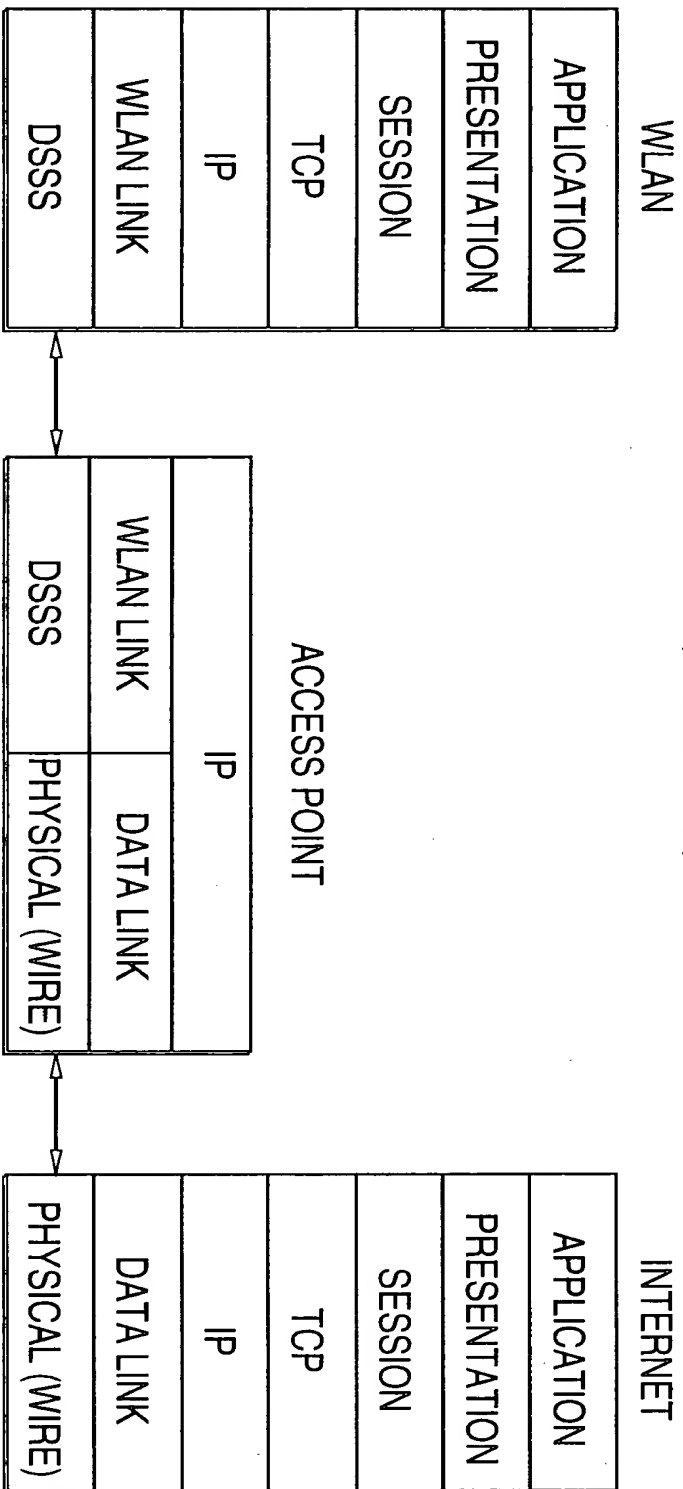 WLAN
APPLICATION
PRESENTATION
SESSION
TCP
IP
WLAN LINK
DSSS
ACCESS POINT
IP
WLAN LINK
DATA LINK
DSSS
PHYSICAL (WIRE)
INTERNET
APPLICATION
PRESENTATION
SESSION
TCP
IP
DATA LINK
PHYSICAL (WIRE)